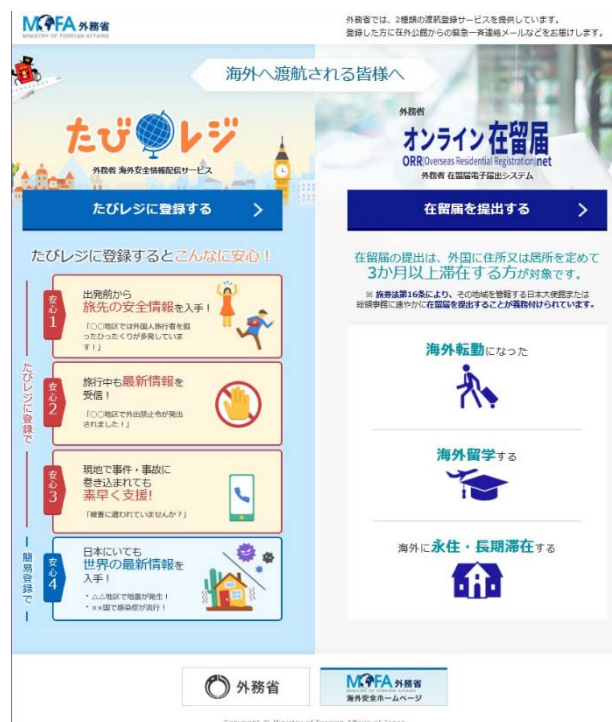 MOFA 外務省
MINISTRY OF FOREIGN AFFAIRS
外務省では、2種類の渡航登録サービスを提供しています。
登録した方に在外公館からの緊急一斉連絡メールなどをお届けします。
海外へ渡航される皆様へ
たびレジ
外務省 海外安全情報配信サービス
たびレジに登録する
たびレジに登録するとこんなに安心！
たびレジに登録で
安心1
出発前から
旅先の安全情報を入手！
「○○地区では外国人旅行者を狙
ったひったくりが多発していま
す！」
安心2
旅行中も最新情報を
受信！
「○○地区で外出禁止令が発出
されました！」
安心3
現地で事件・事故に
巻き込まれても
素早く支援!
「被害に遭われていませんか？」
簡易登録で
安心4
日本にいても
世界の最新情報を
入手！
・△△地区で地震が発生！
・××国で感染症が流行！
外務省
オンライン在留届
ORR(Overseas Residential Registration)net
外務省 在留届電子届出システム
在留届を提出する
在留届の提出は、外国に住所又は居所を定めて
3か月以上滞在する方が対象です。
※ 旅券法第16条により、その地域を管轄する日本大使館または
総領事館に速やかに在留届を提出することが義務付けられています。
海外転勤になった
海外留学する
海外に永住・長期滞在する
外務省
MOFA 外務省
MINISTRY OF FOREIGN AFFAIRS
海外安全ホームページ
Copyright © Minister of Foreign Affairs of Japan